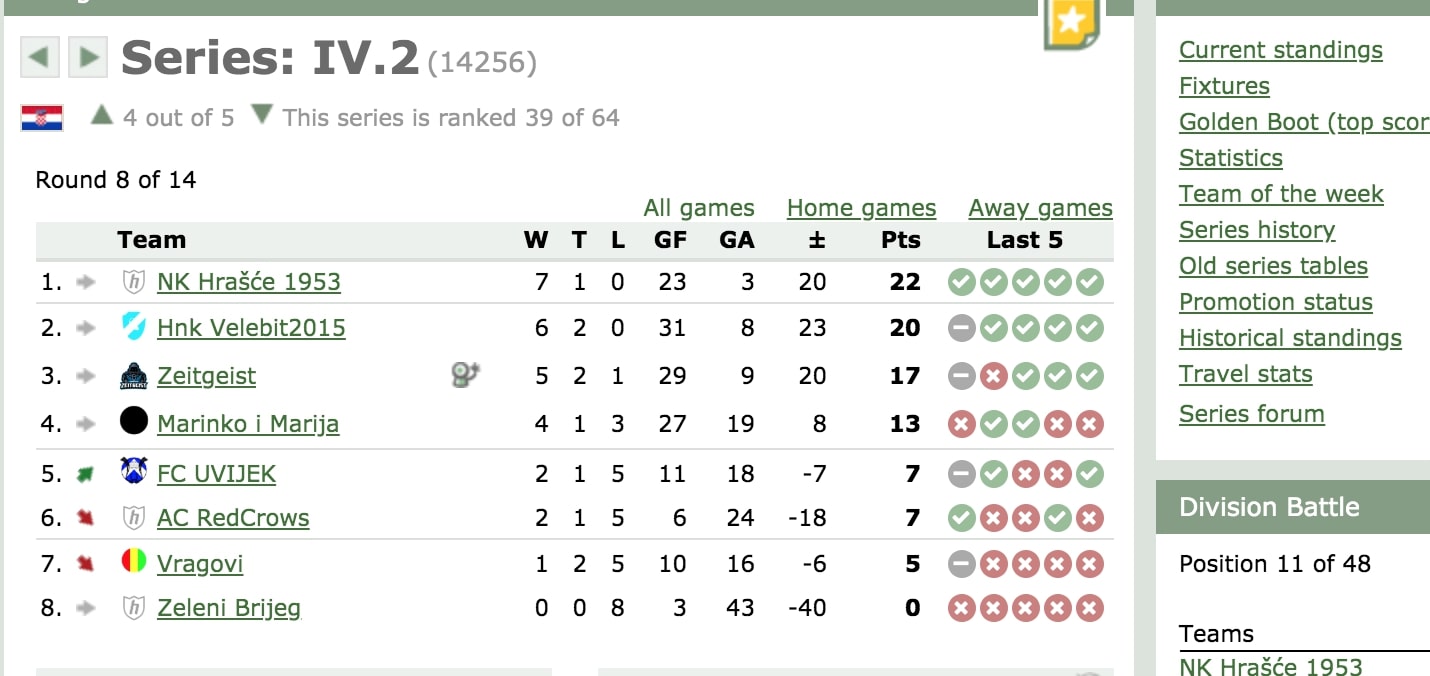 Series: IV.2 (14256)
4 out of 5 This series is ranked 39 of 64
Round 8 of 14
All games Home games Away games
Team W T L GF GA ± Pts Last 5
1. NK Hrašće 1953 7 1 0 23 3 20 22
2. Hnk Velebit2015 6 2 0 31 8 23 20
3. Zeitgeist 5 2 1 29 9 20 17
4. Marinko i Marija 4 1 3 27 19 8 13
5. FC UVIJEK 2 1 5 11 18 -7 7
6. AC RedCrows 2 1 5 6 24 -18 7
7. Vragovi 1 2 5 10 16 -6 5
8. Zeleni Brijeg 0 0 8 3 43 -40 0
Current standings
Fixtures
Golden Boot (top scor
Statistics
Team of the week
Series history
Old series tables
Promotion status
Historical standings
Travel stats
Series forum
Division Battle
Position 11 of 48
Teams
NK Hrašće 1953